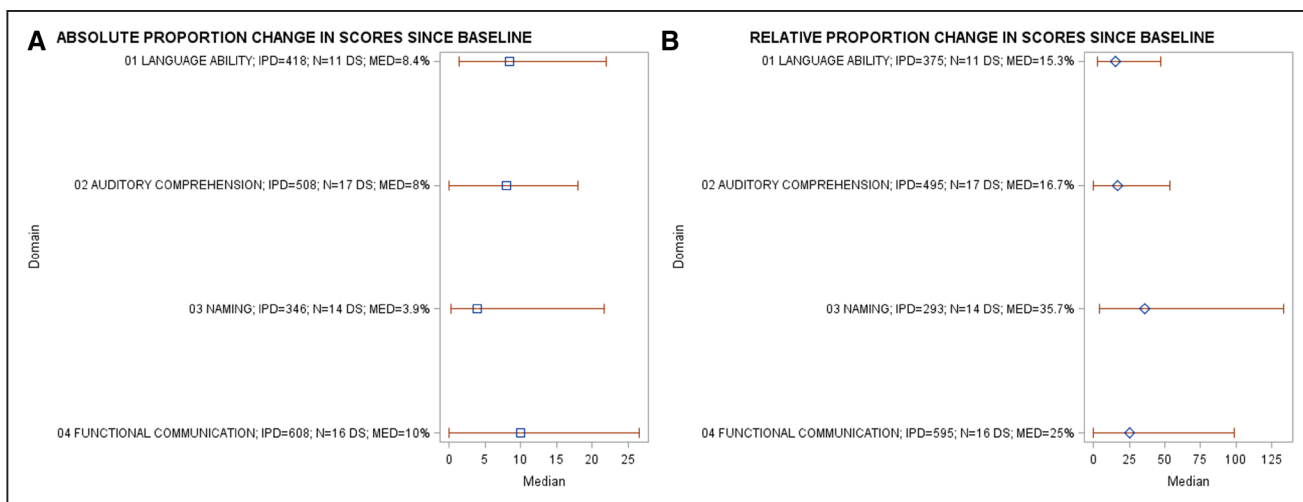 A ABSOLUTE PROPORTION CHANGE IN SCORES SINCE BASELINE
01 LANGUAGE ABILITY; IPD=418; N=11 DS; MED=8.4%
02 AUDITORY COMPREHENSION; IPD=508; N=17 DS; MED=8%
Domain
03 NAMING; IPD=346; N=14 DS; MED=3.9%
04 FUNCTIONAL COMMUNICATION; IPD=608; N=16 DS; MED=10%
0 5 10 15 20 25
Median
B RELATIVE PROPORTION CHANGE IN SCORES SINCE BASELINE
01 LANGUAGE ABILITY; IPD=375; N=11 DS; MED=15.3%
02 AUDITORY COMPREHENSION; IPD=495; N=17 DS; MED=16.7%
Domain
03 NAMING; IPD=293; N=14 DS; MED=35.7%
04 FUNCTIONAL COMMUNICATION; IPD=595; N=16 DS; MED=25%
0 25 50 75 100 125
Median